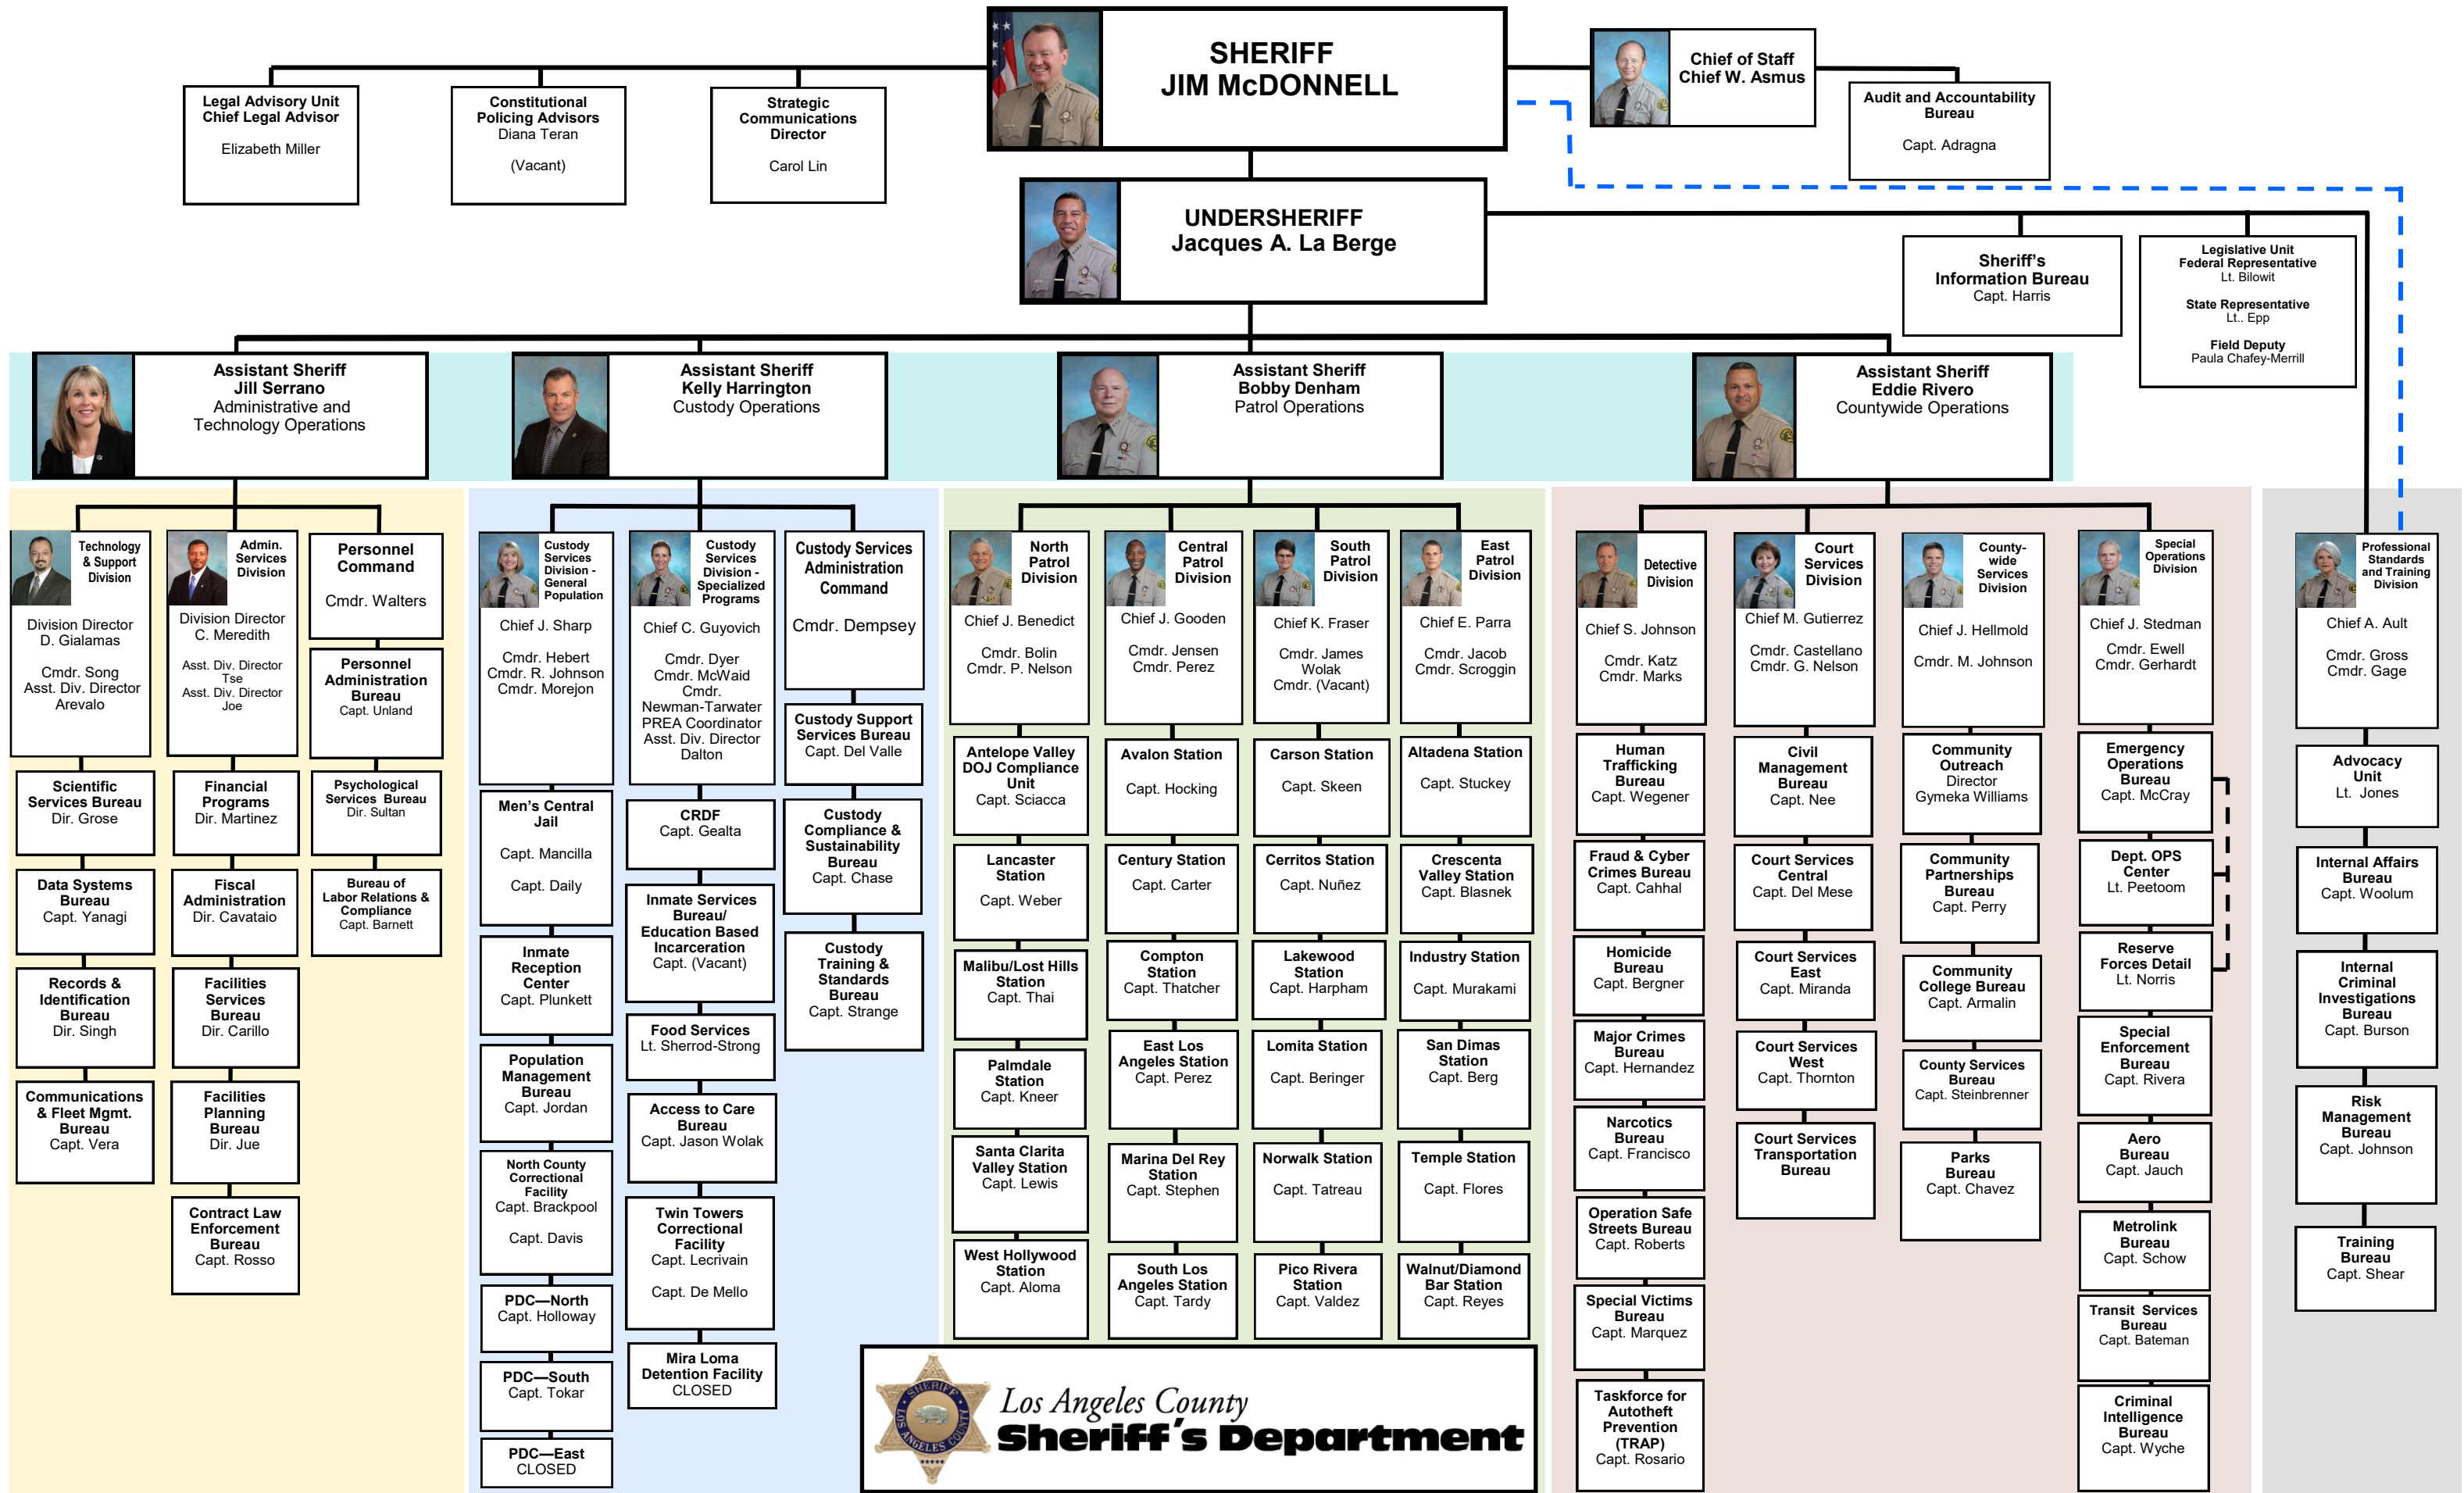 SHERIFF
JIM McDONNELL
Chief of Staff
Chief W. Asmus
Audit and Accountability
Bureau
Capt. Adragna
Legal Advisory Unit
Chief Legal Advisor
Elizabeth Miller
Constitutional
Policing Advisors
Diana Teran
(Vacant)
Strategic
Communications
Director
Carol Lin
UNDERSHERIFF
Jacques A. La Berge
Sheriff's
Information Bureau
Capt. Harris
Legislative Unit
Federal Representative
Lt. Bilowit
State Representative
Lt.. Epp
Field Deputy
Paula Chafey-Merrill
Assistant Sheriff
Jill Serrano
Administrative and
Technology Operations
Assistant Sheriff
Kelly Harrington
Custody Operations
Assistant Sheriff
Bobby Denham
Patrol Operations
Assistant Sheriff
Eddie Rivero
Countywide Operations
Technology
& Support
Division
Division Director
D. Gialamas
Cmdr. Song
Asst. Div. Director
Arevalo
Scientific
Services Bureau
Dir. Grose
Data Systems
Bureau
Capt. Yanagi
Records &
Identification
Bureau
Dir. Singh
Communications
& Fleet Mgmt.
Bureau
Capt. Vera
Admin.
Services
Division
Division Director
C. Meredith
Asst. Div. Director
Tse
Asst. Div. Director
Joe
Financial
Programs
Dir. Martinez
Fiscal
Administration
Dir. Cavataio
Facilities
Services
Bureau
Dir. Carillo
Facilities
Planning
Bureau
Dir. Jue
Contract Law
Enforcement
Bureau
Capt. Rosso
Personnel
Command
Cmdr. Walters
Personnel
Administration
Bureau
Capt. Unland
Psychological
Services Bureau
Dir. Sultan
Bureau of
Labor Relations &
Compliance
Capt. Barnett
Custody
Services
Division -
General
Population
Chief J. Sharp
Cmdr. Hebert
Cmdr. R. Johnson
Cmdr. Morejon
Men's Central
Jail
Capt. Mancilla
Capt. Daily
Inmate
Reception
Center
Capt. Plunkett
Population
Management
Bureau
Capt. Jordan
North County
Correctional
Facility
Capt. Brackpool
Capt. Davis
PDC—North
Capt. Holloway
PDC—South
Capt. Tokar
PDC—East
CLOSED
Custody
Services
Division -
Specialized
Programs
Chief C. Guyovich
Cmdr. Dyer
Cmdr. McWaid
Cmdr.
Newman-Tarwater
PREA Coordinator
Asst. Div. Director
Dalton
CRDF
Capt. Gealta
Inmate Services
Bureau/
Education Based
Incarceration
Capt. (Vacant)
Food Services
Lt. Sherrod-Strong
Access to Care
Bureau
Capt. Jason Wolak
Twin Towers
Correctional
Facility
Capt. Lecrivain
Capt. De Mello
Mira Loma
Detention Facility
CLOSED
Custody Services
Administration
Command
Cmdr. Dempsey
Custody Support
Services Bureau
Capt. Del Valle
Custody
Compliance &
Sustainability
Bureau
Capt. Chase
Custody
Training &
Standards
Bureau
Capt. Strange
North
Patrol
Division
Chief J. Benedict
Cmdr. Bolin
Cmdr. P. Nelson
Antelope Valley
DOJ Compliance
Unit
Capt. Sciacca
Lancaster
Station
Capt. Weber
Malibu/Lost Hills
Station
Capt. Thai
Palmdale
Station
Capt. Kneer
Santa Clarita
Valley Station
Capt. Lewis
West Hollywood
Station
Capt. Aloma
Central
Patrol
Division
Chief J. Gooden
Cmdr. Jensen
Cmdr. Perez
Avalon Station
Capt. Hocking
Century Station
Capt. Carter
Compton
Station
Capt. Thatcher
East Los
Angeles Station
Capt. Perez
Marina Del Rey
Station
Capt. Stephen
South Los
Angeles Station
Capt. Tardy
South
Patrol
Division
Chief K. Fraser
Cmdr. James
Wolak
Cmdr. (Vacant)
Carson Station
Capt. Skeen
Cerritos Station
Capt. Nuñez
Lakewood
Station
Capt. Harpham
Lomita Station
Capt. Beringer
Norwalk Station
Capt. Tatreau
Pico Rivera
Station
Capt. Valdez
East
Patrol
Division
Chief E. Parra
Cmdr. Jacob
Cmdr. Scroggin
Altadena Station
Capt. Stuckey
Crescenta
Valley Station
Capt. Blasnek
Industry Station
Capt. Murakami
San Dimas
Station
Capt. Berg
Temple Station
Capt. Flores
Walnut/Diamond
Bar Station
Capt. Reyes
Detective
Division
Chief S. Johnson
Cmdr. Katz
Cmdr. Marks
Human
Trafficking
Bureau
Capt. Wegener
Fraud & Cyber
Crimes Bureau
Capt. Cahhal
Homicide
Bureau
Capt. Bergner
Major Crimes
Bureau
Capt. Hernandez
Narcotics
Bureau
Capt. Francisco
Operation Safe
Streets Bureau
Capt. Roberts
Special Victims
Bureau
Capt. Marquez
Taskforce for
Autotheft
Prevention
(TRAP)
Capt. Rosario
Court
Services
Division
Chief M. Gutierrez
Cmdr. Castellano
Cmdr. G. Nelson
Civil
Management
Bureau
Capt. Nee
Court Services
Central
Capt. Del Mese
Court Services
East
Capt. Miranda
Court Services
West
Capt. Thornton
Court Services
Transportation
Bureau
County-
wide
Services
Division
Chief J. Hellmold
Cmdr. M. Johnson
Community
Outreach
Director
Gymeka Williams
Community
Partnerships
Bureau
Capt. Perry
Community
College Bureau
Capt. Armalin
County Services
Bureau
Capt. Steinbrenner
Parks
Bureau
Capt. Chavez
Special
Operations
Division
Chief J. Stedman
Cmdr. Ewell
Cmdr. Gerhardt
Emergency
Operations
Bureau
Capt. McCray
Dept. OPS
Center
Lt. Peetoom
Reserve
Forces Detail
Lt. Norris
Special
Enforcement
Bureau
Capt. Rivera
Aero
Bureau
Capt. Jauch
Metrolink
Bureau
Capt. Schow
Transit Services
Bureau
Capt. Bateman
Criminal
Intelligence
Bureau
Capt. Wyche
Professional
Standards
and Training
Division
Chief A. Ault
Cmdr. Gross
Cmdr. Gage
Advocacy
Unit
Lt. Jones
Internal Affairs
Bureau
Capt. Woolum
Internal
Criminal
Investigations
Bureau
Capt. Burson
Risk
Management
Bureau
Capt. Johnson
Training
Bureau
Capt. Shear
SHERIFF
LOS ANGELES COUNTY
Los Angeles County
Sheriff's Department